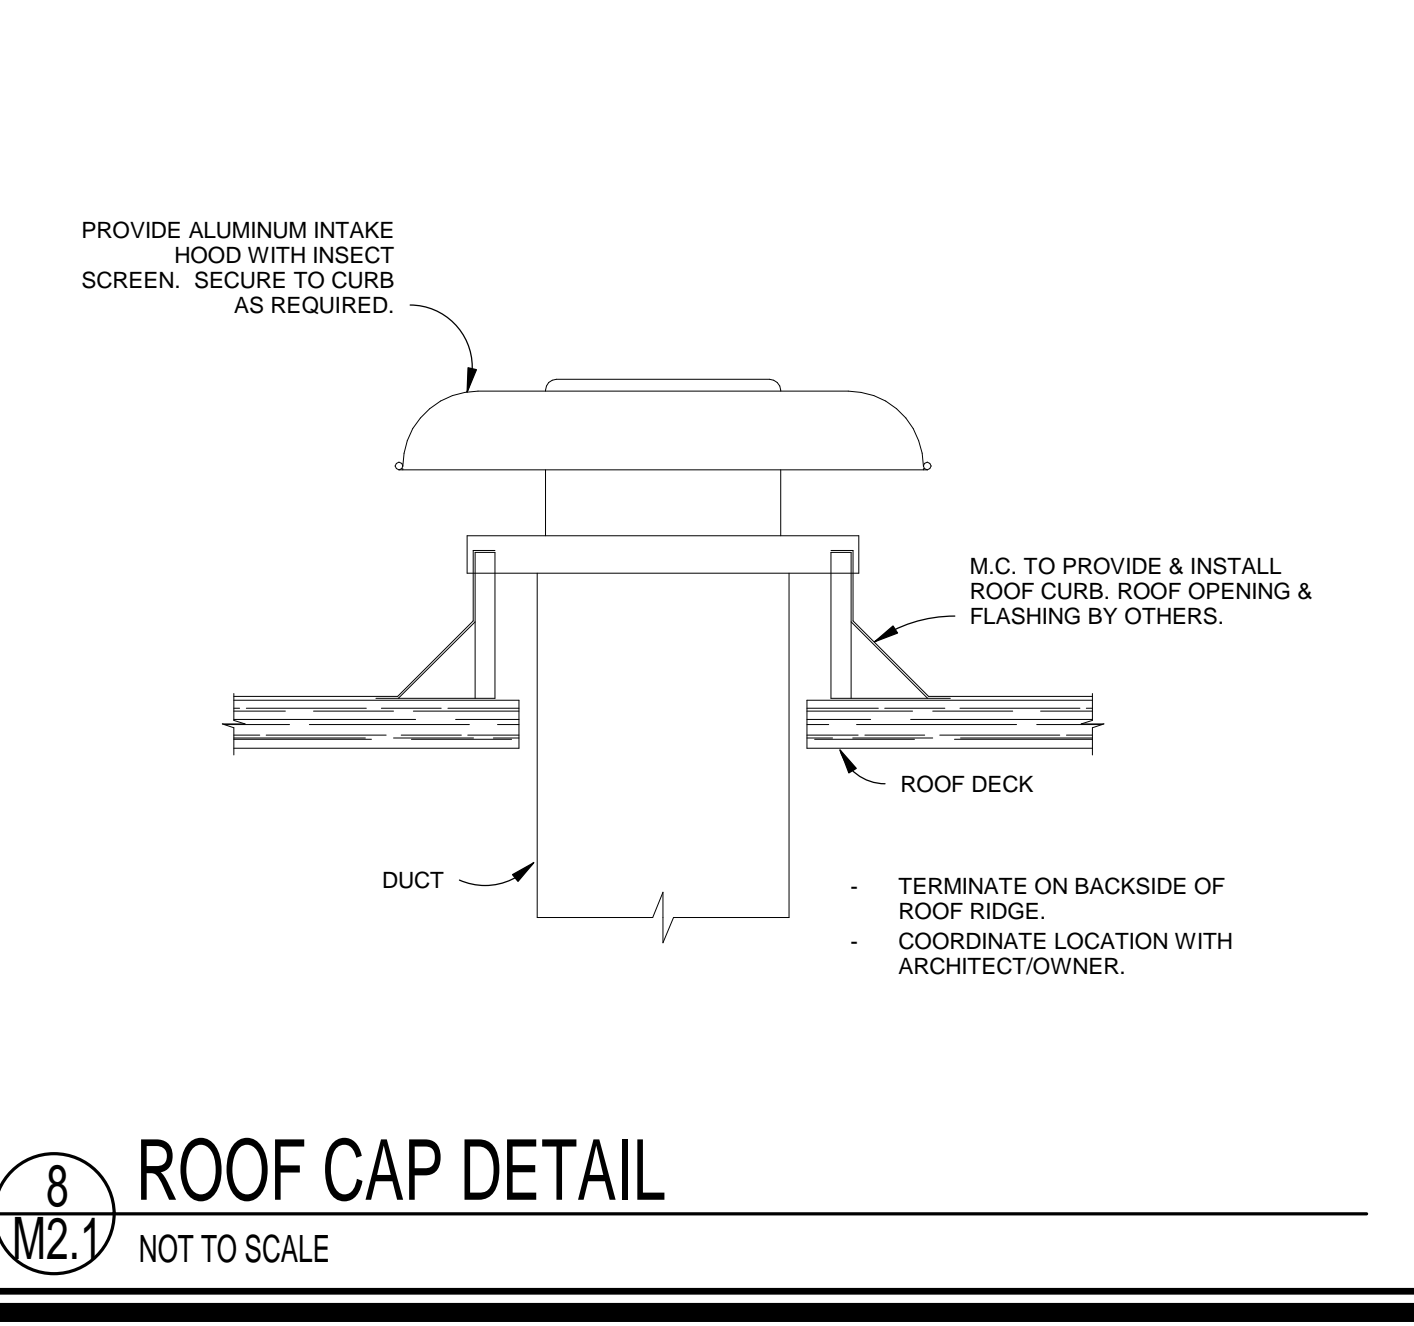 PROVIDE ALUMINUM INTAKE
HOOD WITH INSECT
SCREEN.  SECURE TO CURB
AS REQUIRED.
M.C. TO PROVIDE & INSTALL
ROOF CURB. ROOF OPENING &
FLASHING BY OTHERS.
ROOF DECK
DUCT
- TERMINATE ON BACKSIDE OF
ROOF RIDGE.
- COORDINATE LOCATION WITH
ARCHITECT/OWNER.
8
M2.1
ROOF CAP DETAIL
NOT TO SCALE